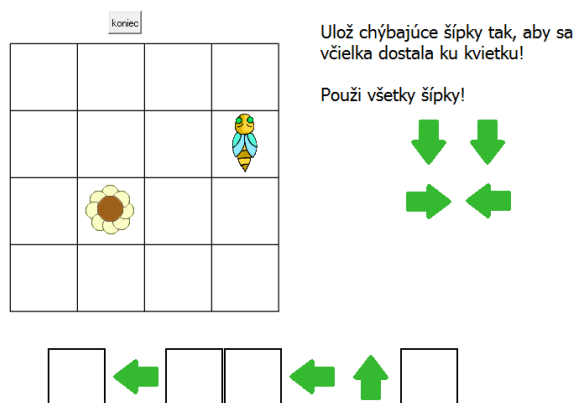 koniec
Ulož chýbajúce šípky tak, aby sa
včielka dostala ku kvietku!
Použi všetky šípky!